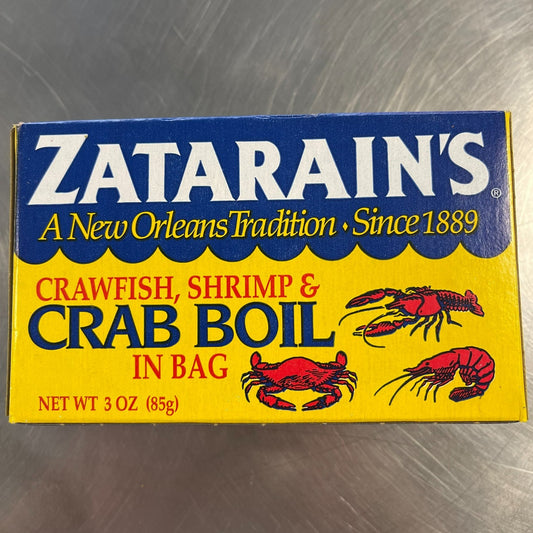 ZATARAIN'S®
A New Orleans Tradition ♦ Since 1889
CRAWFISH, SHRIMP &
CRAB BOIL
IN BAG
NET WT 3 OZ (85g)